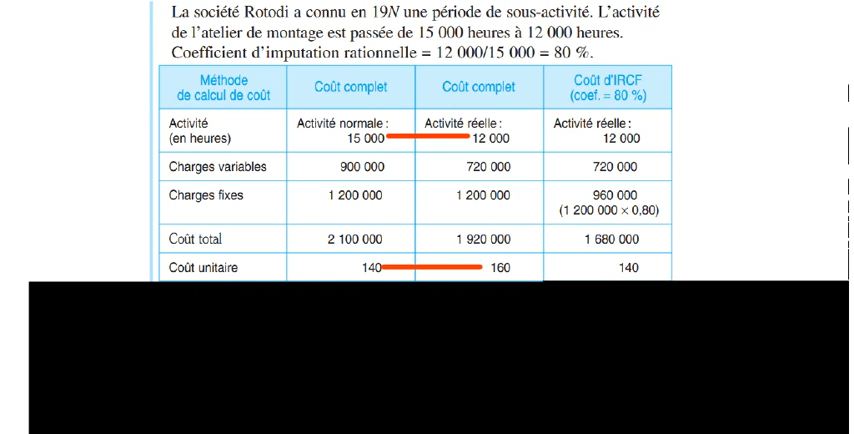 La société Rotodi a connu en 19N une période de sous-activité. L'activité
de l'atelier de montage est passée de 15 000 heures à 12 000 heures.
Coefficient d'imputation rationnelle = 12 000/15 000 = 80 %.
Méthode de calcul de coût | Coût complet | Coût complet | Coût d'IRCF (coef. = 80 %)
Activité (en heures) | Activité normale : 15 000 | Activité réelle : 12 000 | Activité réelle : 12 000
Charges variables | 900 000 | 720 000 | 720 000
Charges fixes | 1 200 000 | 1 200 000 | 960 000 (1 200 000 × 0,80)
Coût total | 2 100 000 | 1 920 000 | 1 680 000
Coût unitaire | 140 | 160 | 140